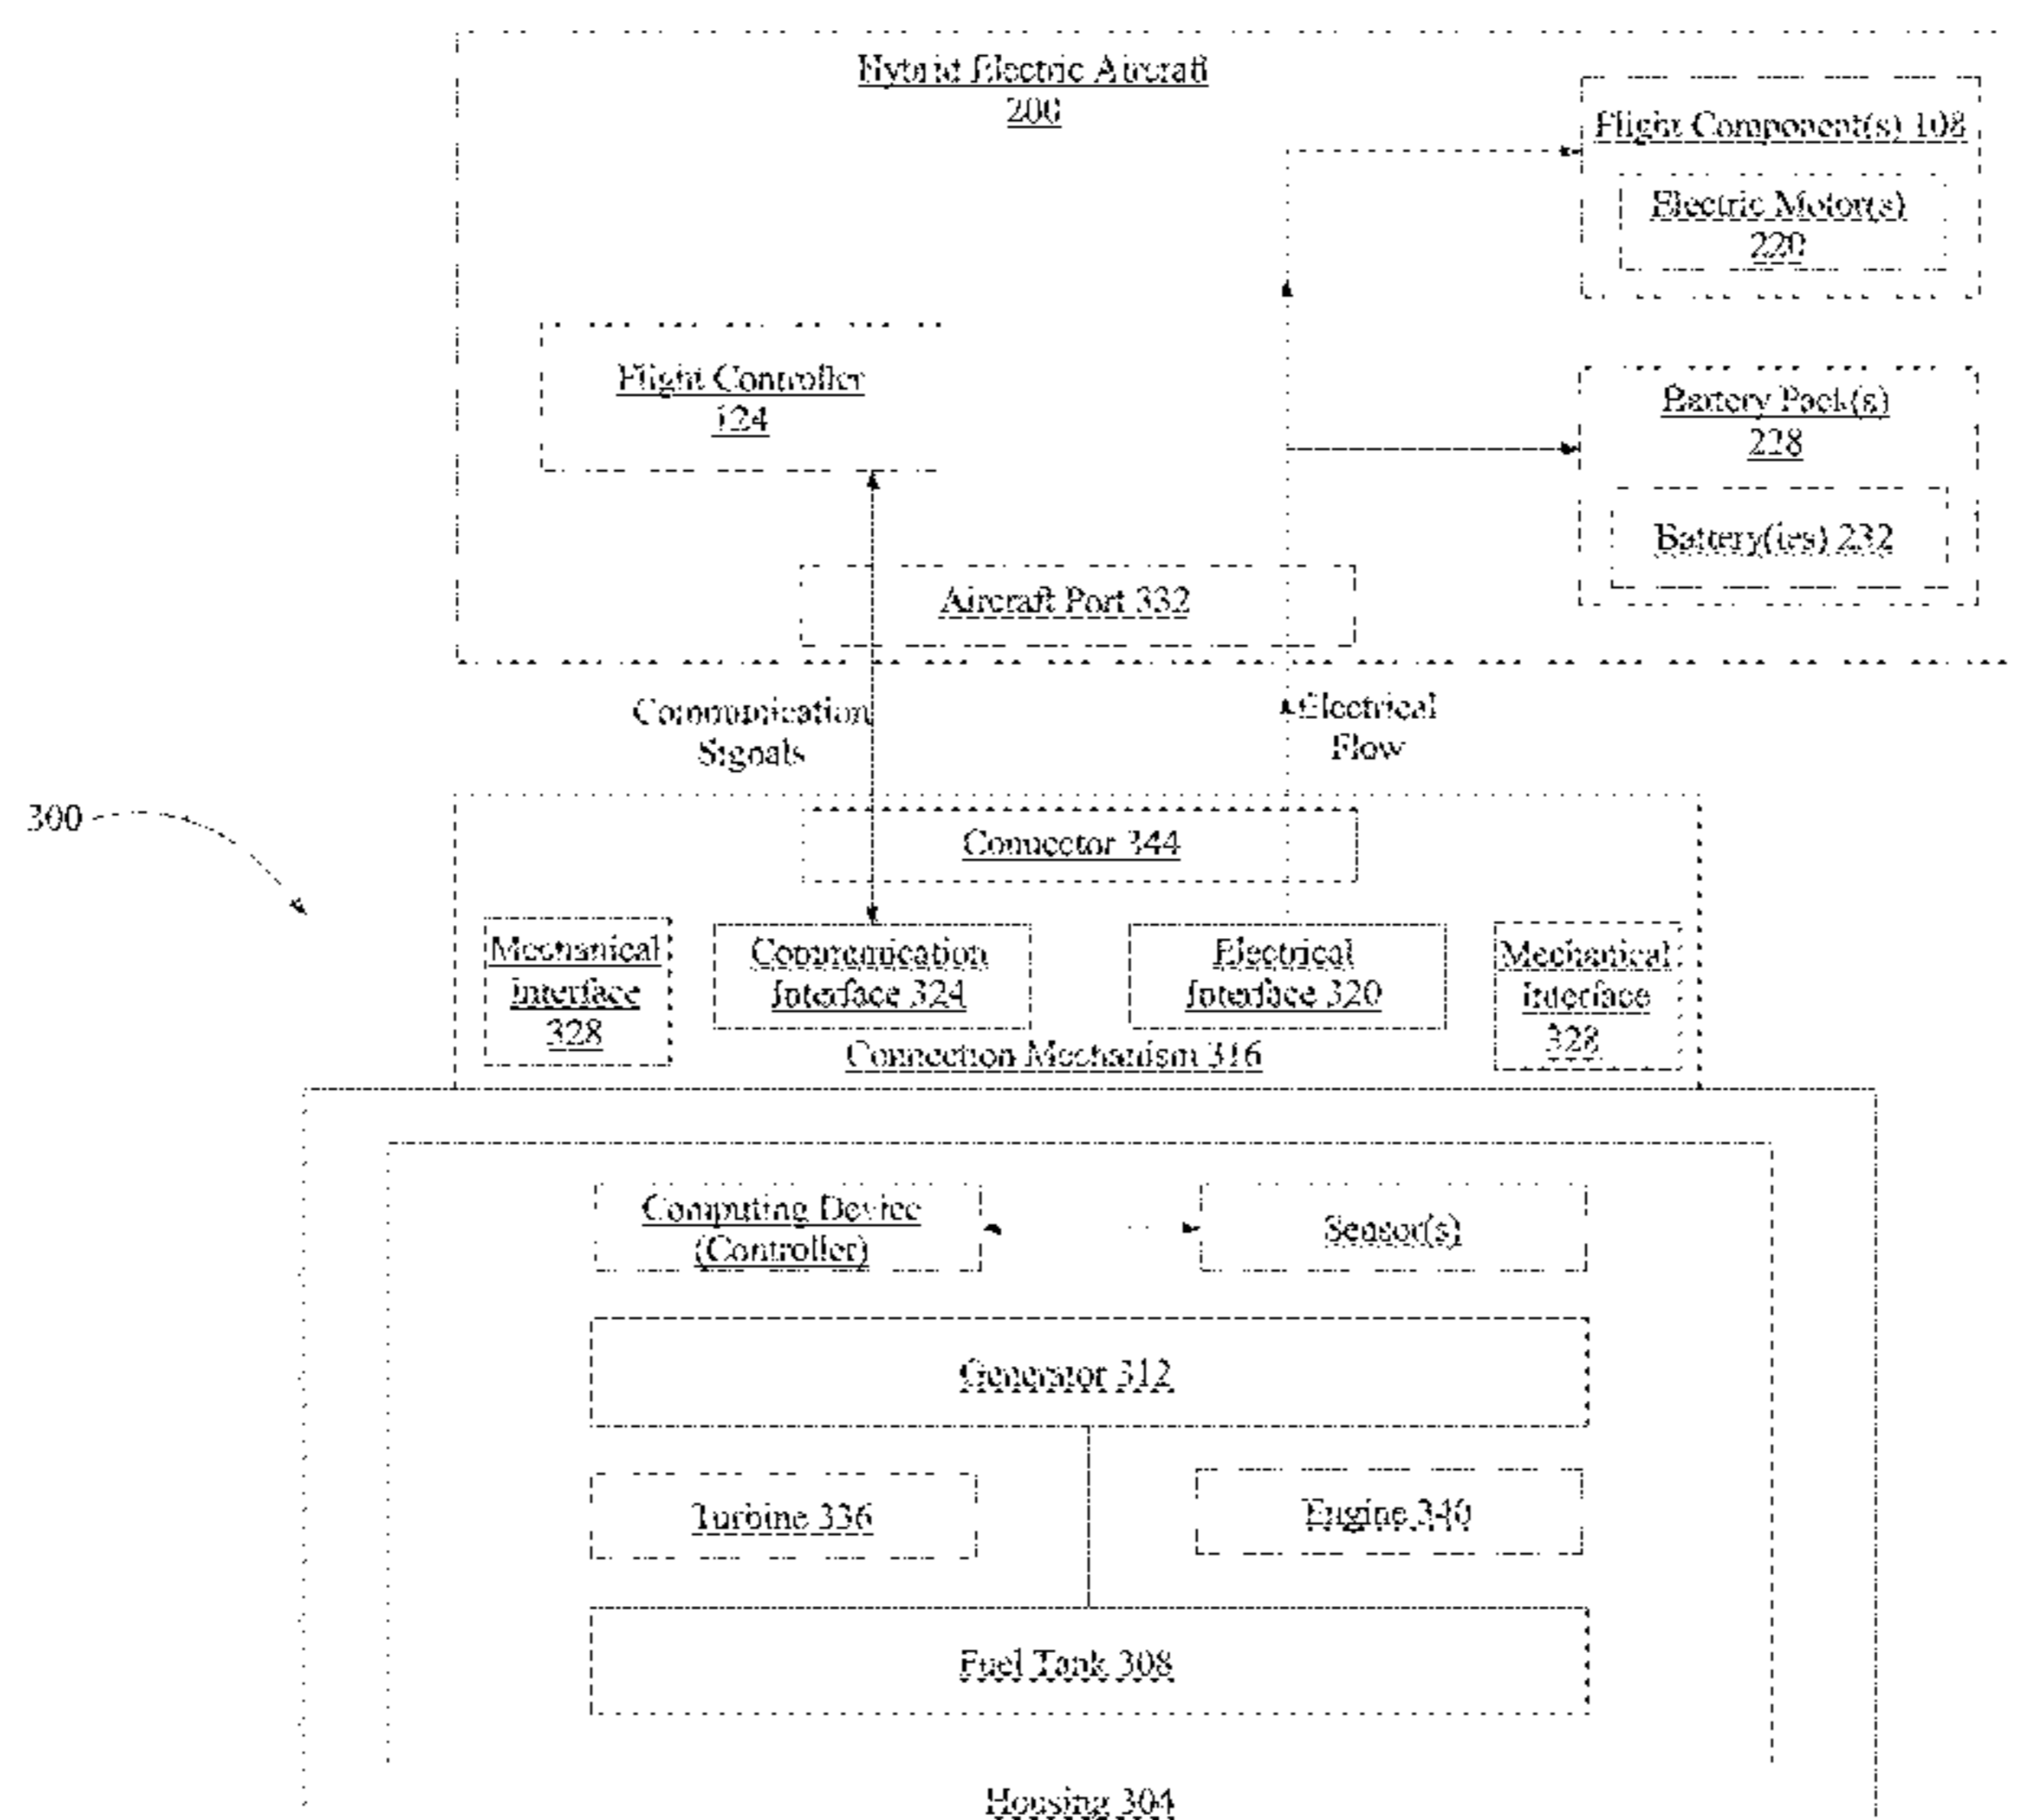 Hybrid Electric Aircraft
200
Flight Component(s) 108
Electric Motor(s)
220
Flight Controller
124
Battery Pack(s)
228
Battery(ies) 232
Aircraft Port 332
Communication
Signals
Electrical
Flow
300
Connector 344
Mechanical
Interface
328
Communication
Interface 324
Electrical
Interface 320
Mechanical
Interface
328
Connection Mechanism 316
Computing Device
(Controller)
Sensor(s)
Generator 312
Turbine 336
Engine 340
Fuel Tank 308
Housing 304